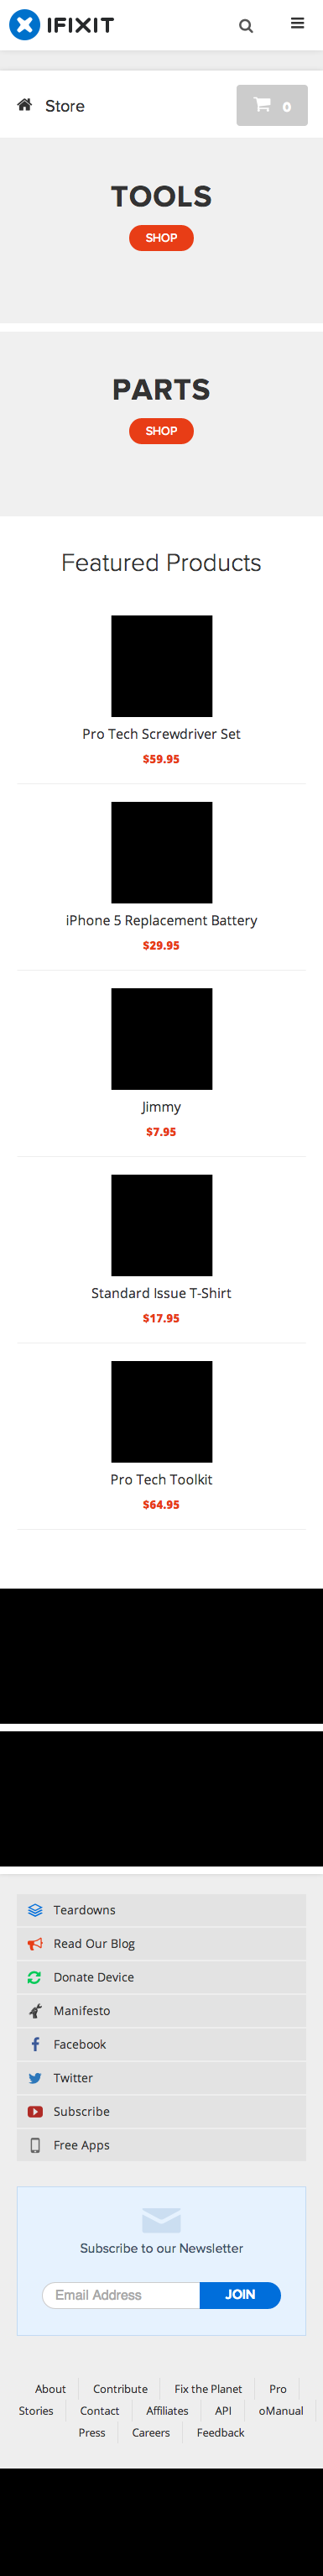 IFIXIT
Store
0
TOOLS
SHOP
PARTS
SHOP
Featured Products
Pro Tech Screwdriver Set
$59.95
iPhone 5 Replacement Battery
$29.95
Jimmy
$7.95
Standard Issue T-Shirt
$17.95
Pro Tech Toolkit
$64.95
Teardowns
Read Our Blog
Donate Device
Manifesto
Facebook
Twitter
Subscribe
Free Apps
Subscribe to our Newsletter
Email Address JOIN
About Contribute Fix the Planet Pro
Stories Contact Affiliates API oManual
Press Careers Feedback